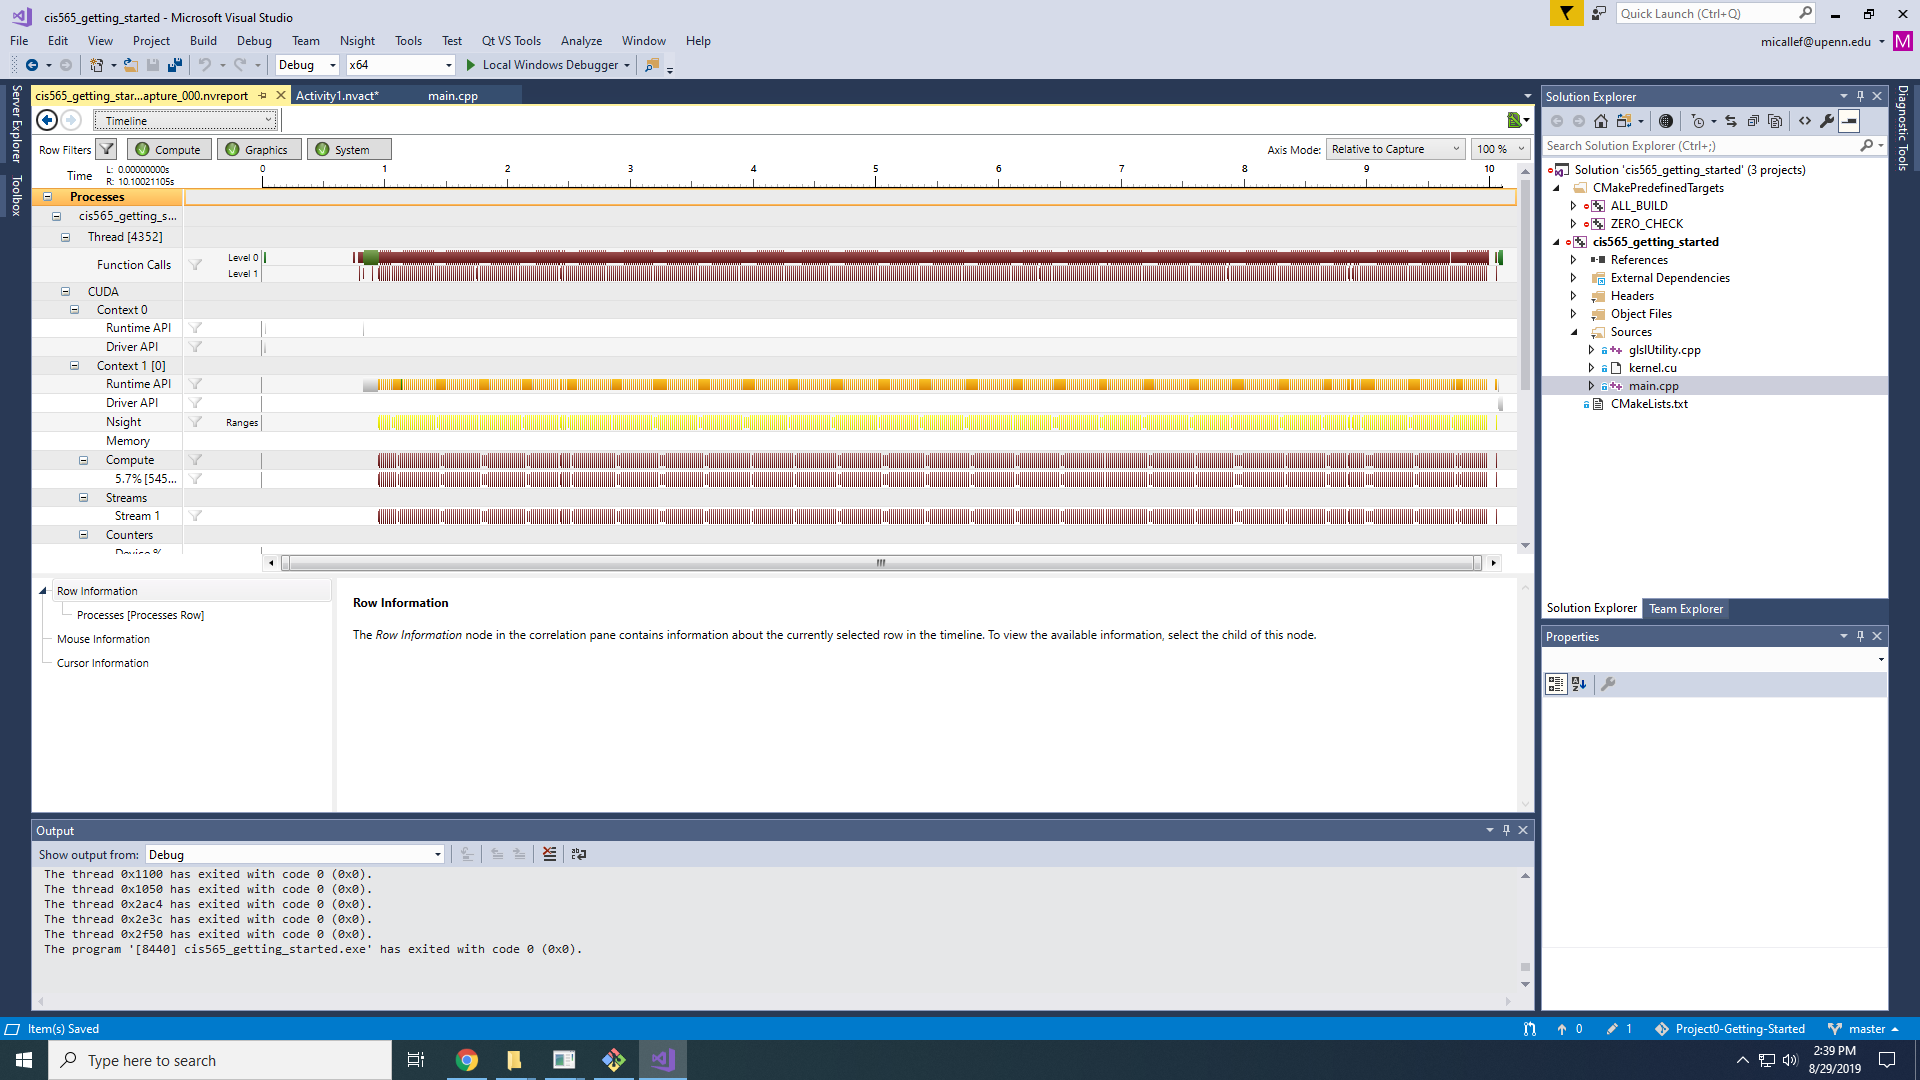 cis565_getting_started - Microsoft Visual Studio
Quick Launch (Ctrl+Q)
File Edit View Project Build Debug Team Nsight Tools Test Qt VS Tools Analyze Window Help
micallef@upenn.edu M
Debug x64 Local Windows Debugger
Server Explorer
Toolbox
cis565_getting_star...apture_000.nvreport Activity1.nvact* main.cpp
Timeline
Row Filters Compute Graphics System
Axis Mode: Relative to Capture 100 %
Time L: 0.00000000s
R: 10.10021105s
0 1 2 3 4 5 6 7 8 9 10
Processes
cis565_getting_s...
Thread [4352]
Function Calls Level 0
Level 1
CUDA
Context 0
Runtime API
Driver API
Context 1 [0]
Runtime API
Driver API
Nsight Ranges
Memory
Compute
5.7% [545...
Streams
Stream 1
Counters
Device %
Row Information
Processes [Processes Row]
Mouse Information
Cursor Information
Row Information
The Row Information node in the correlation pane contains information about the currently selected row in the timeline. To view the available information, select the child of this node.
Output
Show output from: Debug
The thread 0x1100 has exited with code 0 (0x0).
The thread 0x1050 has exited with code 0 (0x0).
The thread 0x2ac4 has exited with code 0 (0x0).
The thread 0x2e3c has exited with code 0 (0x0).
The thread 0x2f50 has exited with code 0 (0x0).
The program '[8440] cis565_getting_started.exe' has exited with code 0 (0x0).
Solution Explorer
Search Solution Explorer (Ctrl+;)
Solution 'cis565_getting_started' (3 projects)
CMakePredefinedTargets
ALL_BUILD
ZERO_CHECK
cis565_getting_started
References
External Dependencies
Headers
Object Files
Sources
glslUtility.cpp
kernel.cu
main.cpp
CMakeLists.txt
Solution Explorer Team Explorer
Properties
Diagnostic Tools
Item(s) Saved
0 1 Project0-Getting-Started master
Type here to search
2:39 PM
8/29/2019